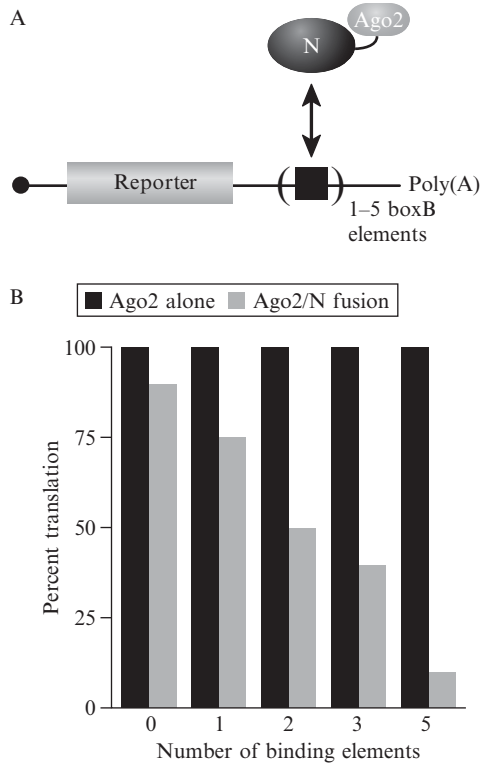 A
Ago2
N
Reporter
Poly(A)
1–5 boxB
elements
B
Ago2 alone
Ago2/N fusion
100
75
50
25
0
Percent translation
0 1 2 3 5
Number of binding elements